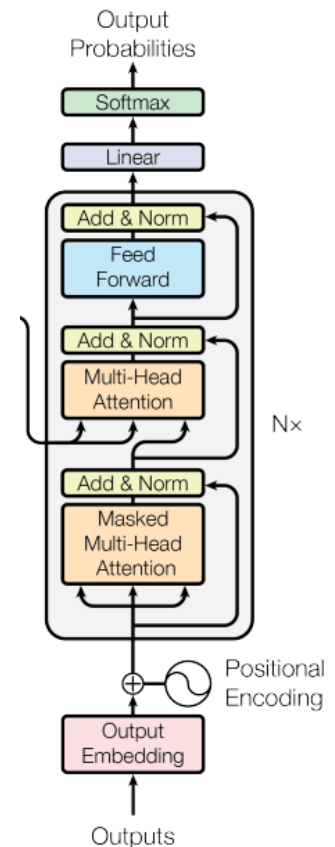 Output
Probabilities
Softmax
Linear
Add & Norm
Feed
Forward
Add & Norm
Multi-Head
Attention
N×
Add & Norm
Masked
Multi-Head
Attention
Positional
Encoding
Output
Embedding
Outputs